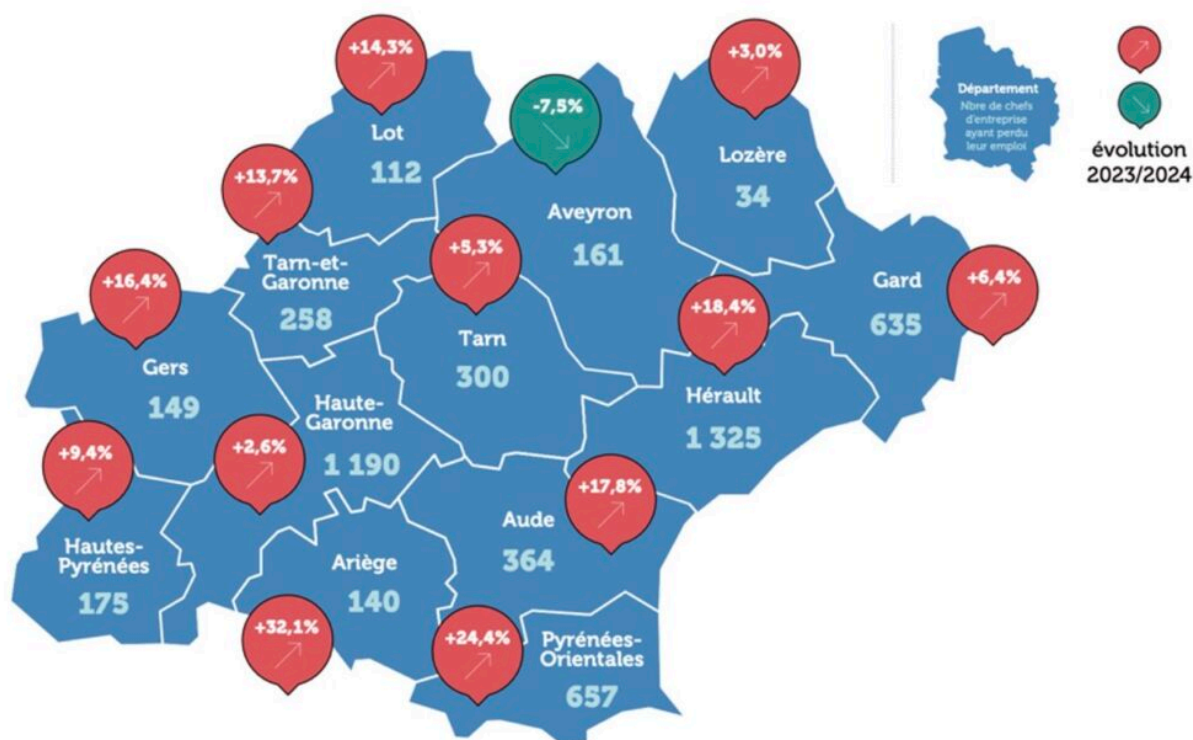 +14,3%
Lot
112
-7,5%
Aveyron
161
+3,0%
Lozère
34
Département
Nbre de chefs
d'entreprise
ayant perdu
leur emploi
évolution
2023/2024
+13,7%
Tarn-et-
Garonne
258
+5,3%
Tarn
300
+16,4%
Gers
149
+18,4%
Hérault
1 325
Gard
635
+6,4%
+9,4%
Hautes-
Pyrénées
175
+2,6%
Haute-
Garonne
1 190
+17,8%
Aude
364
Ariège
140
+32,1%
+24,4%
Pyrénées-
Orientales
657